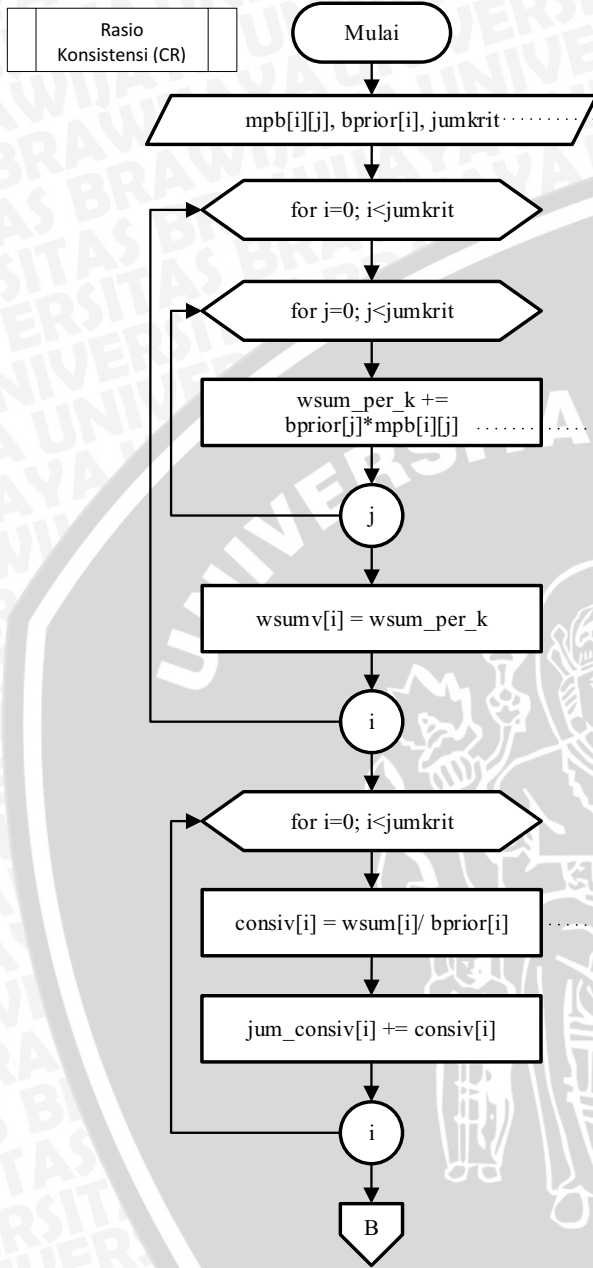 Rasio
Konsistensi (CR)
Mulai
mpb[i][j], bprior[i], jumkrit
for i=0; i<jumkrit
for j=0; j<jumkrit
wsum_per_k +=
bprior[j]*mpb[i][j]
j
wsumv[i] = wsum_per_k
i
for i=0; i<jumkrit
consiv[i] = wsum[i]/ bprior[i]
jum_consiv[i] += consiv[i]
i
B
UNIVERSITA